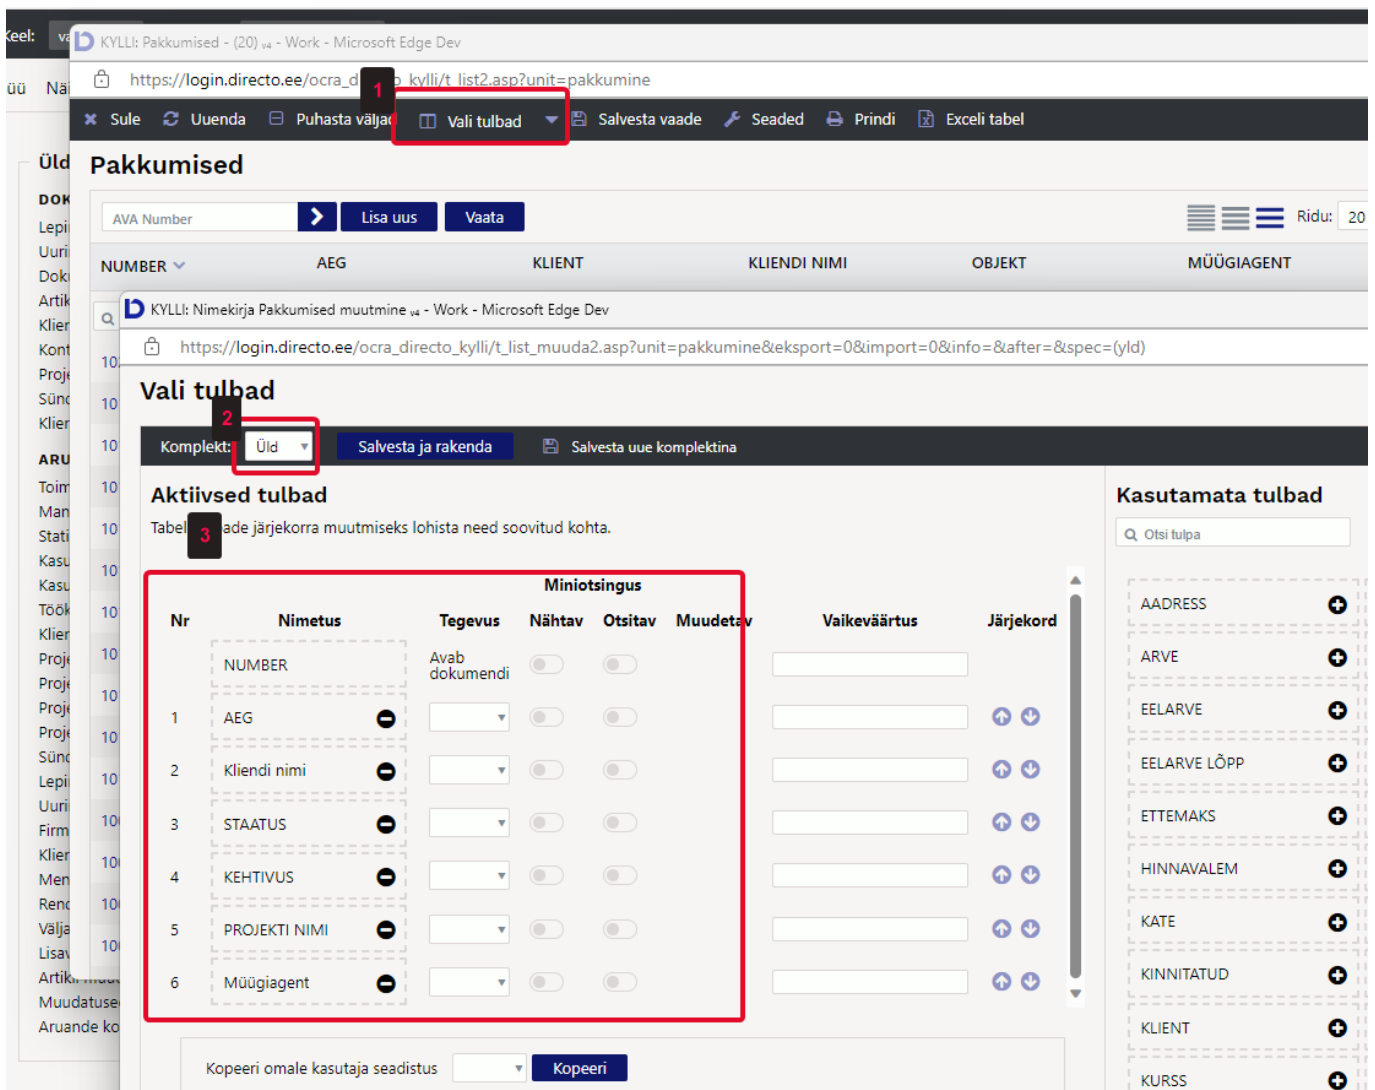 Keel:
KYLLI: Pakkumised - (20) v4 - Work - Microsoft Edge Dev
https://login.directo.ee/ocra_d kylli/t_list2.asp?unit=pakkumine
1
Sule Uuenda Puhasta väljad Vali tulbad Salvesta vaade Seaded Prindi Exceli tabel
Üld
Pakkumised
AVA Number Lisa uus Vaata Ridu: 20
NUMBER AEG KLIENT KLIENDI NIMI OBJEKT MÜÜGIAGENT
KYLLI: Nimekirja Pakkumised muutmine v4 - Work - Microsoft Edge Dev
https://login.directo.ee/ocra_directo_kylli/t_list_muuda2.asp?unit=pakkumine&eksport=0&import=0&info=&after=&spec=(yld)
Vali tulbad
2
Komplekt: Üld Salvesta ja rakenda Salvesta uue komplektina
Aktiivsed tulbad
Tabel ade järjekorra muutmiseks lohista need soovitud kohta.
3
Miniotsingus
Nr Nimetus Tegevus Nähtav Otsitav Muudetav Vaikeväärtus Järjekord
NUMBER Avab dokumendi
1 AEG
2 Kliendi nimi
3 STAATUS
4 KEHTIVUS
5 PROJEKTI NIMI
6 Müügiagent
Kopeeri omale kasutaja seadistus Kopeeri
Kasutamata tulbad
Otsi tulpa
AADRESS
ARVE
EELARVE
EELARVE LÕPP
ETTEMAKS
HINNAVALEM
KATE
KINNITATUD
KLIENT
KURSS